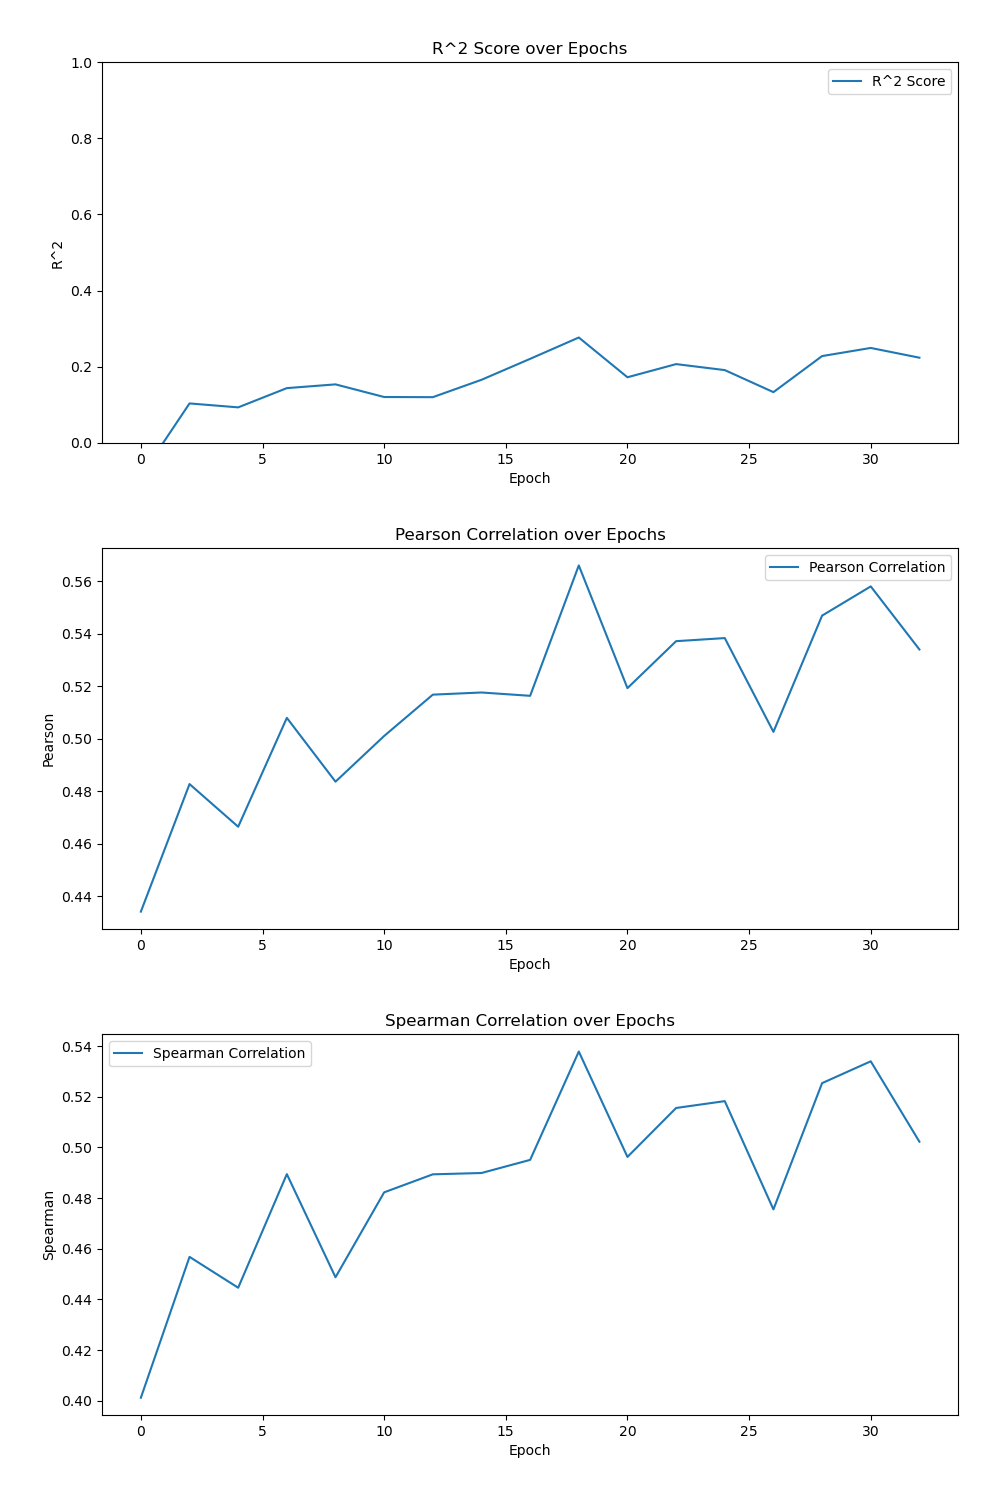 R^2 Score over Epochs
1.0
R^2 Score
0.8
0.6
R^2
0.4
0.2
0.0
0 5 10 15 20 25 30
Epoch
Pearson Correlation over Epochs
Pearson Correlation
0.56
0.54
0.52
Pearson
0.50
0.48
0.46
0.44
0 5 10 15 20 25 30
Epoch
Spearman Correlation over Epochs
0.54
Spearman Correlation
0.52
0.50
0.48
Spearman
0.46
0.44
0.42
0.40
0 5 10 15 20 25 30
Epoch